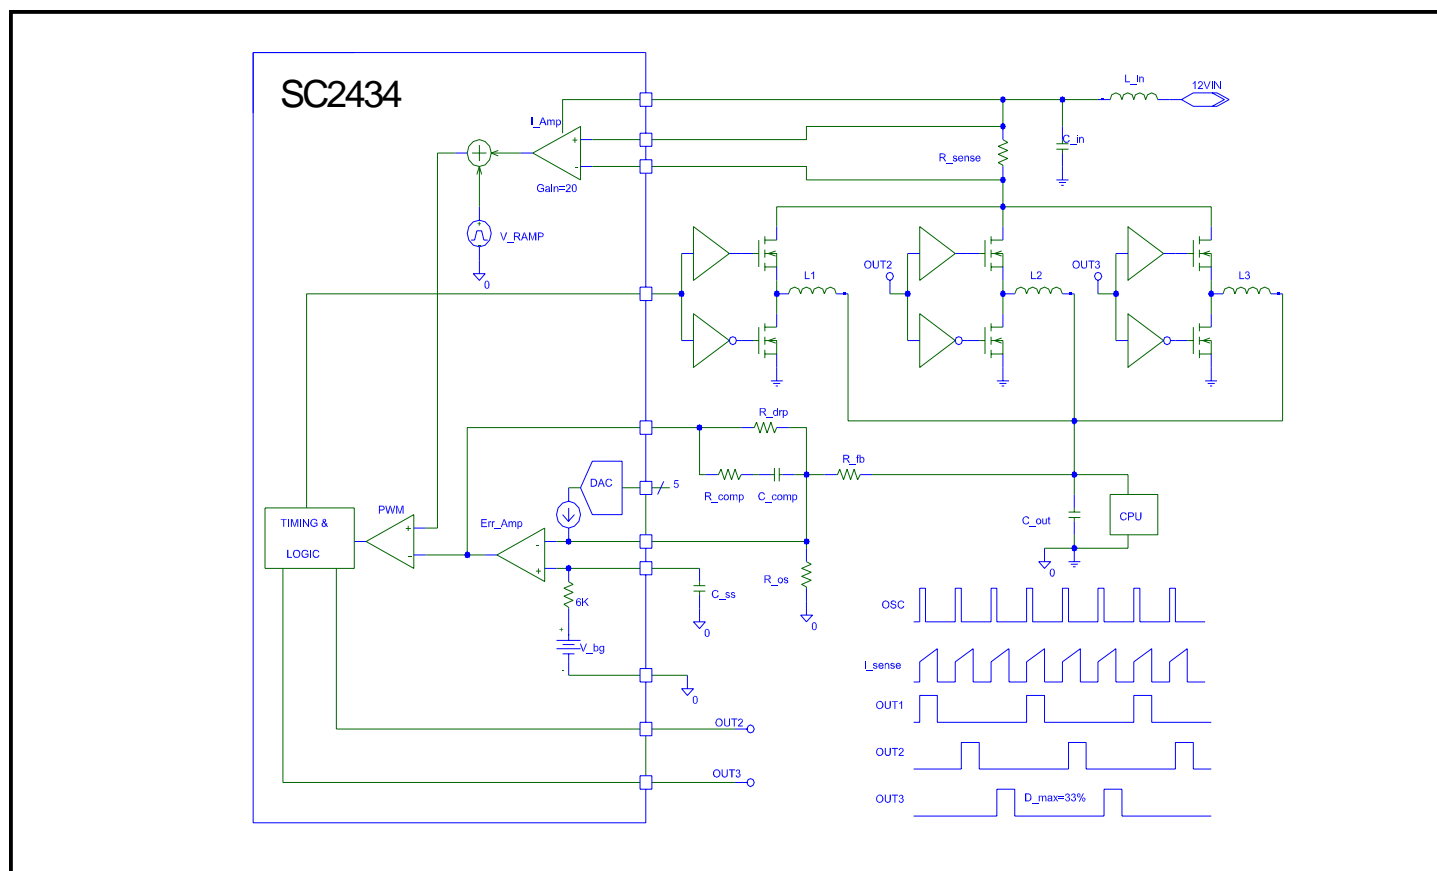 SC2434
L_In
12VIN
I_Amp
+
-
C_in
R_sense
Gain=20
V_RAMP
0
OUT2
OUT3
L1
L2
L3
R_drp
R_fb
R_comp
C_comp
DAC
5
PWM
Err_Amp
TIMING &
LOGIC
+
-
-
+
C_out
CPU
0
6K
C_ss
R_os
0
0
+
V_bg
-
0
OSC
I_sense
OUT1
OUT2
OUT2
OUT3
OUT3
D_max=33%